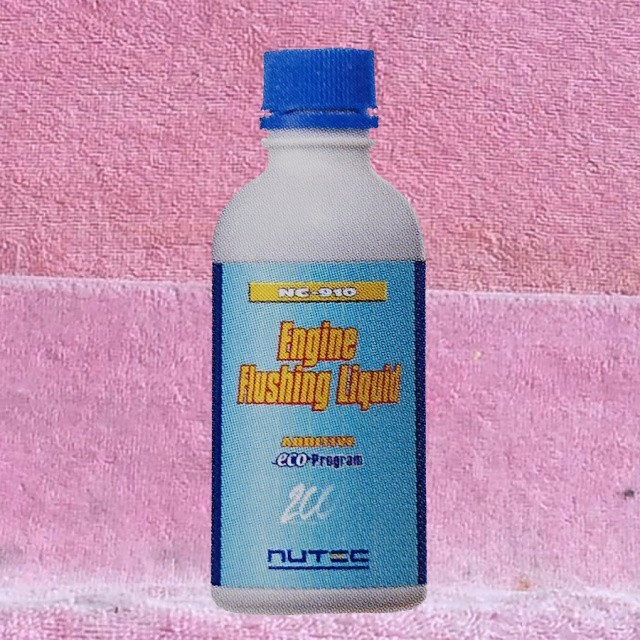 NC-910
Engine
Flushing Liquid
ADDITIVE
eco-Program
NUTEC